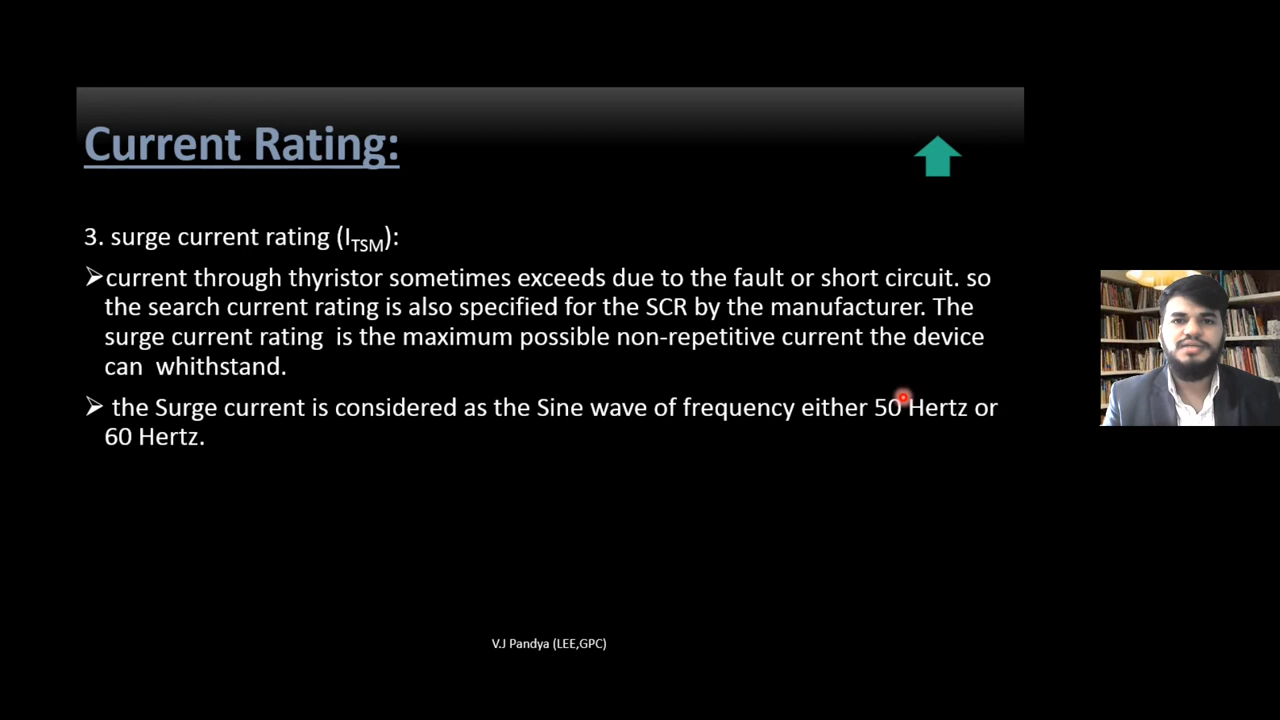 Current Rating:
3. surge current rating (ITSM):
➢current through thyristor sometimes exceeds due to the fault or short circuit. so
the search current rating is also specified for the SCR by the manufacturer. The
surge current rating  is the maximum possible non-repetitive current the device
can  whithstand.
➢ the Surge current is considered as the Sine wave of frequency either 50 Hertz or
60 Hertz.
V.J Pandya (LEE,GPC)